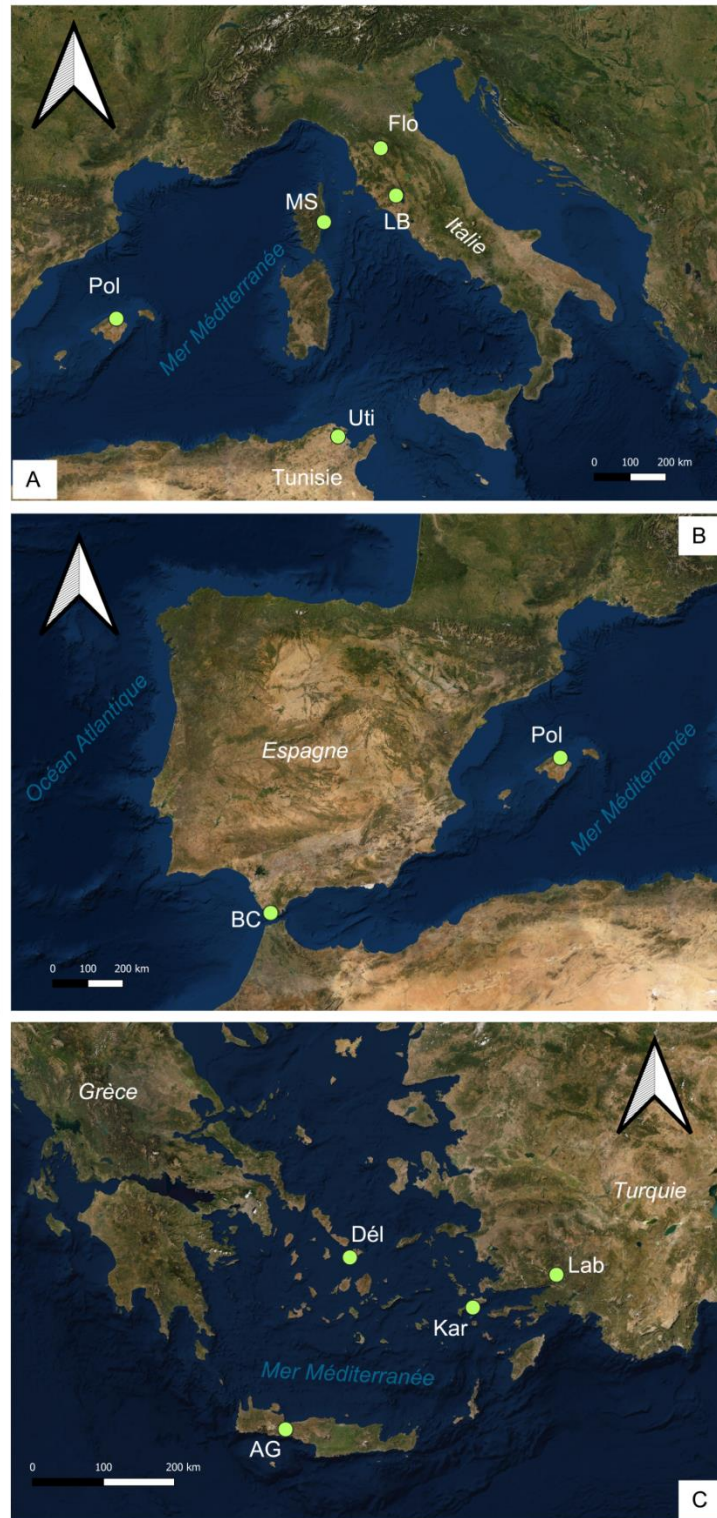 Flo
MS
LB
Italie
Pol
Mer Méditerranée
Uti
Tunisie
0 100 200 km
A
B
Océan Atlantique
Espagne
Pol
Mer Méditerranée
BC
0 100 200 km
Grèce
Turquie
Dél
Lab
Kar
Mer Méditerranée
AG
0 100 200 km
C